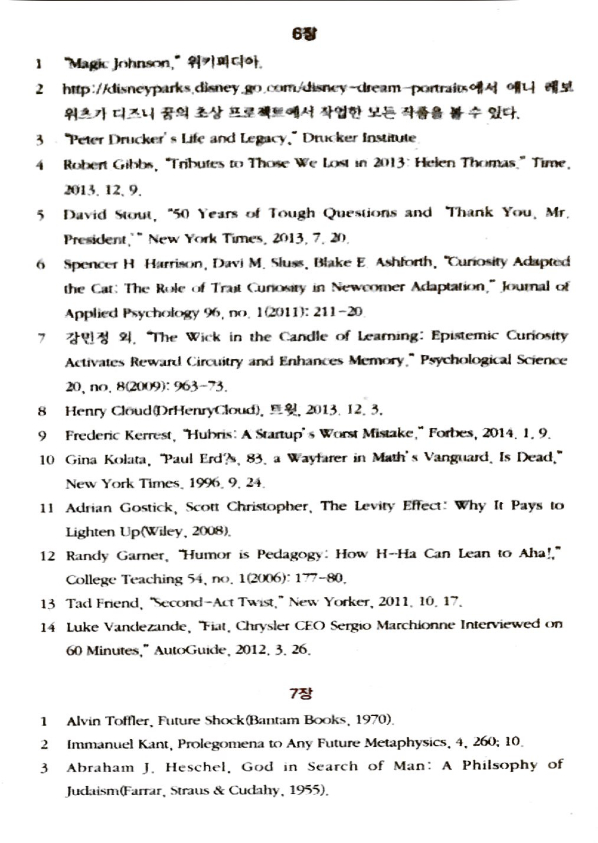 6장
1 "Magic Johnson," 위키피디아.
2 http://disneyparks.disney.go.com/disney-dream-portraits에서 애니 레보
위츠가 디즈니 꿈의 초상 프로젝트에서 작업한 모든 작품을 볼 수 있다.
3 "Peter Drucker's Life and Legacy," Drucker Institute.
4 Robert Gibbs, "Tributes to Those We Lost in 2013: Helen Thomas," Time,
2013. 12. 9.
5 David Stout, "50 Years of Tough Questions and 'Thank You, Mr.
President,'" New York Times, 2013. 7. 20.
6 Spencer H. Harrison, Davi M. Sluss, Blake E. Ashforth, "Curiosity Adapted
the Cat: The Role of Trait Curiosity in Newcomer Adaptation," Journal of
Applied Psychology 96, no. 1(2011): 211-20.
7 강민정 외, "The Wick in the Candle of Learning: Epistemic Curiosity
Activates Reward Circuitry and Enhances Memory," Psychological Science
20, no. 8(2009): 963-73.
8 Henry Cloud(DrHenryCloud), 트윗, 2013. 12. 3.
9 Frederic Kerrest, "Hubris: A Startup's Worst Mistake," Forbes, 2014. 1. 9.
10 Gina Kolata, "Paul Erd?s, 83, a Wayfarer in Math's Vanguard, Is Dead,"
New York Times, 1996. 9. 24.
11 Adrian Gostick, Scott Christopher, The Levity Effect: Why It Pays to
Lighten Up(Wiley, 2008).
12 Randy Garner, "Humor is Pedagogy: How H-Ha Can Lean to Aha!,"
College Teaching 54, no. 1(2006): 177-80.
13 Tad Friend, "Second-Act Twist," New Yorker, 2011. 10. 17.
14 Luke Vandezande, "Fiat, Chrysler CEO Sergio Marchionne Interviewed on
60 Minutes," AutoGuide, 2012. 3. 26.
7장
1 Alvin Toffler, Future Shock(Bantam Books, 1970).
2 Immanuel Kant, Prolegomena to Any Future Metaphysics, 4, 260; 10.
3 Abraham J. Heschel, God in Search of Man: A Philsophy of
Judaism(Farrar, Straus & Cudahy, 1955).